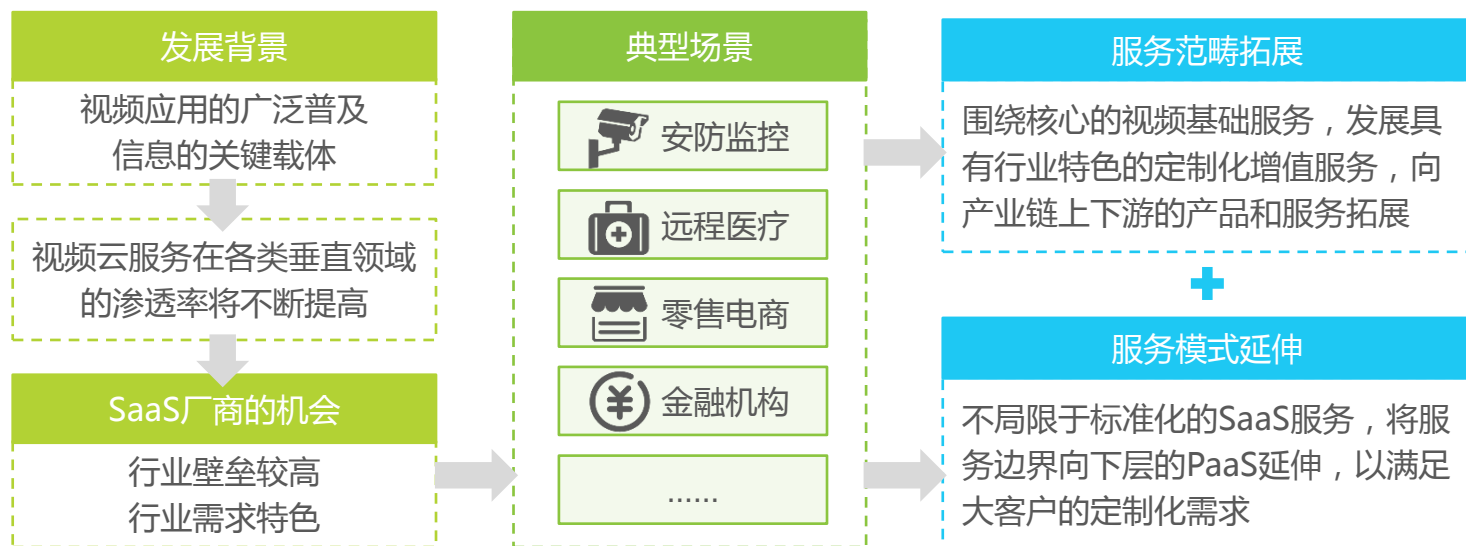 发展背景
视频应用的广泛普及
信息的关键载体
视频云服务在各类垂直领域
的渗透率将不断提高
SaaS厂商的机会
行业壁垒较高
行业需求特色
典型场景
安防监控
远程医疗
零售电商
金融机构
......
服务范畴拓展
围绕核心的视频基础服务，发展具
有行业特色的定制化增值服务，向
产业链上下游的产品和服务拓展
服务模式延伸
不局限于标准化的SaaS服务，将服
务边界向下层的PaaS延伸，以满足
大客户的定制化需求